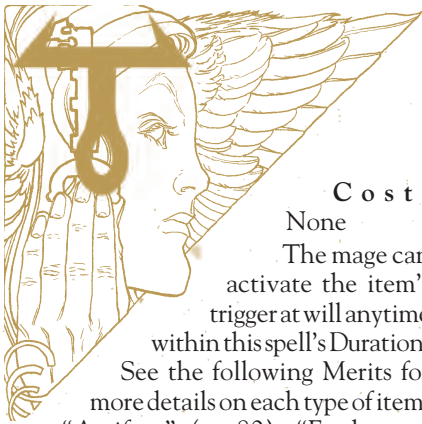 Cost
None
The mage can
activate the item'
trigger at will anytime
within this spell's Duration
See the following Merits fo
more details on each type of item